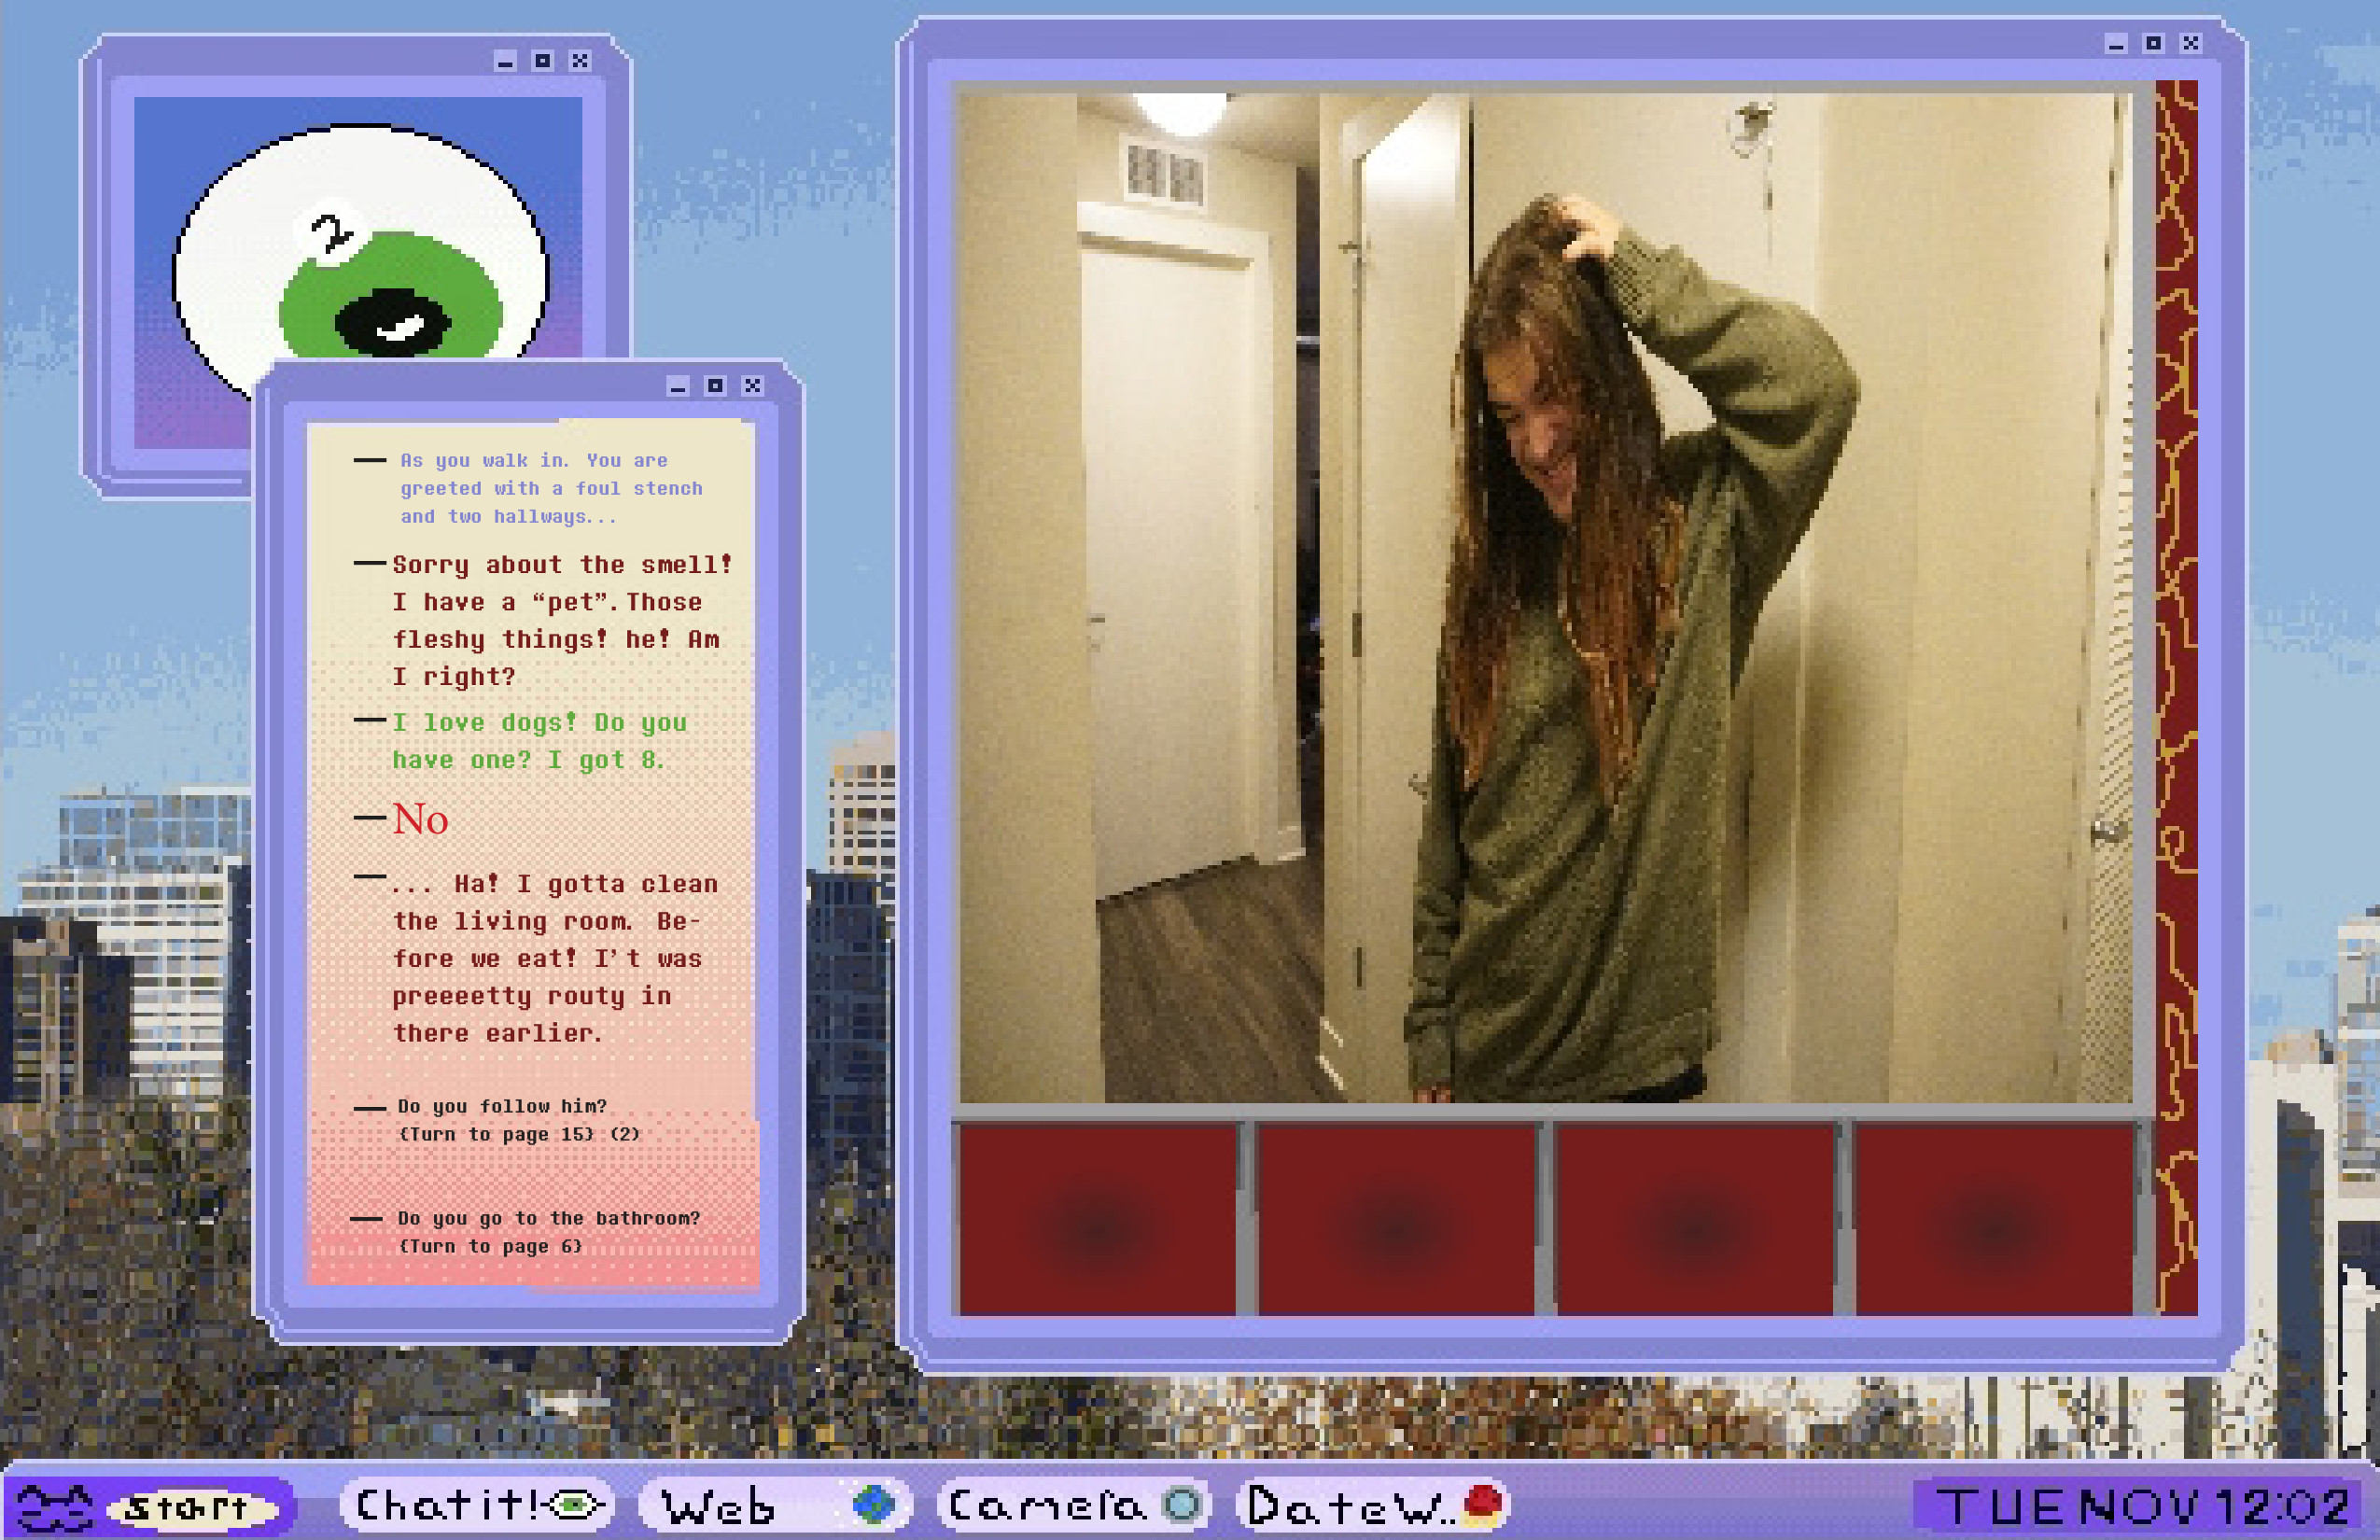 2
— As you walk in. You are
greeted with a foul stench
and two hallways...
— Sorry about the smell!
I have a “pet”. Those
fleshy things! he! Am
I right?
— I love dogs! Do you
have one? I got 8.
— No
— ... Ha! I gotta clean
the living room. Be-
fore we eat! I't was
preeeetty routy in
there earlier.
— Do you follow him?
{Turn to page 15} (2)
— Do you go to the bathroom?
{Turn to page 6}
Start
Chatit!
Web
Camera
DateW..
TUE NOV 12:02